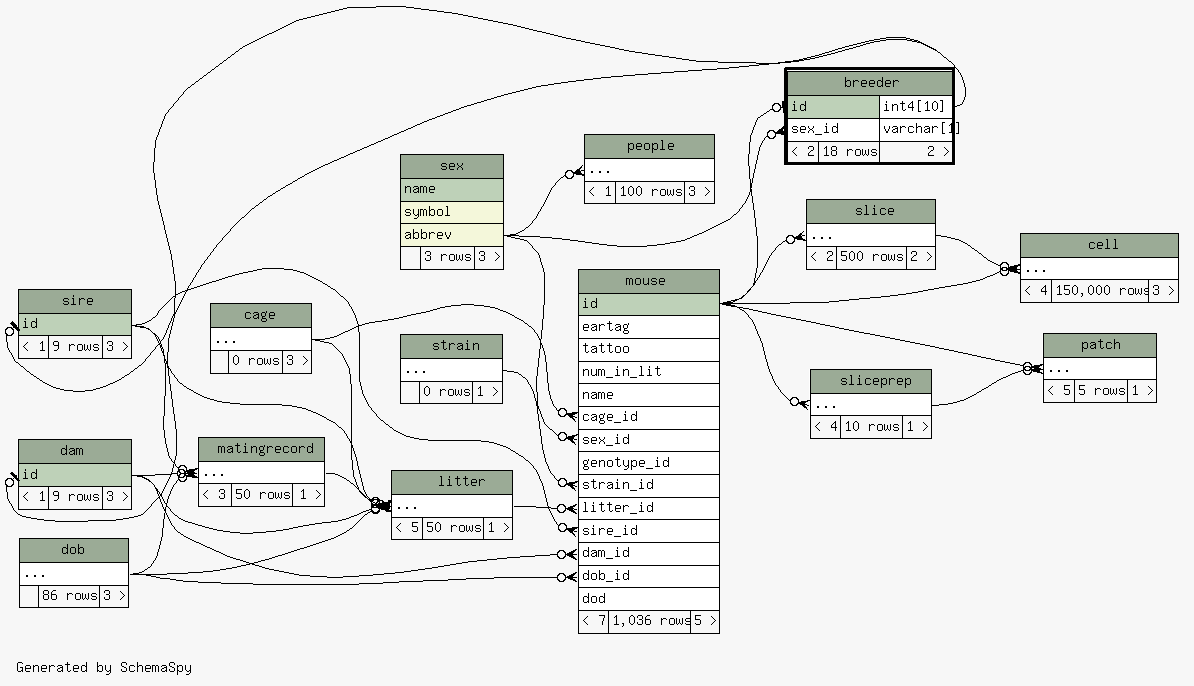 breeder
id int4[10]
sex_id varchar[1]
< 2 18 rows 2 >
people
...
< 1 100 rows 3 >
sex
name
symbol
abbrev
3 rows 3 >
slice
...
< 2 500 rows 2 >
cell
...
< 4 150,000 rows 3 >
mouse
id
eartag
tattoo
num_in_lit
name
cage_id
sex_id
genotype_id
strain_id
litter_id
sire_id
dam_id
dob_id
dod
< 7 1,036 rows 5 >
sire
id
< 1 9 rows 3 >
cage
...
0 rows 3 >
strain
...
0 rows 1 >
patch
...
< 5 5 rows 1 >
sliceprep
...
< 4 10 rows 1 >
dam
id
< 1 9 rows 3 >
matingrecord
...
< 3 50 rows 1 >
litter
...
< 5 50 rows 1 >
dob
...
86 rows 3 >
Generated by SchemaSpy